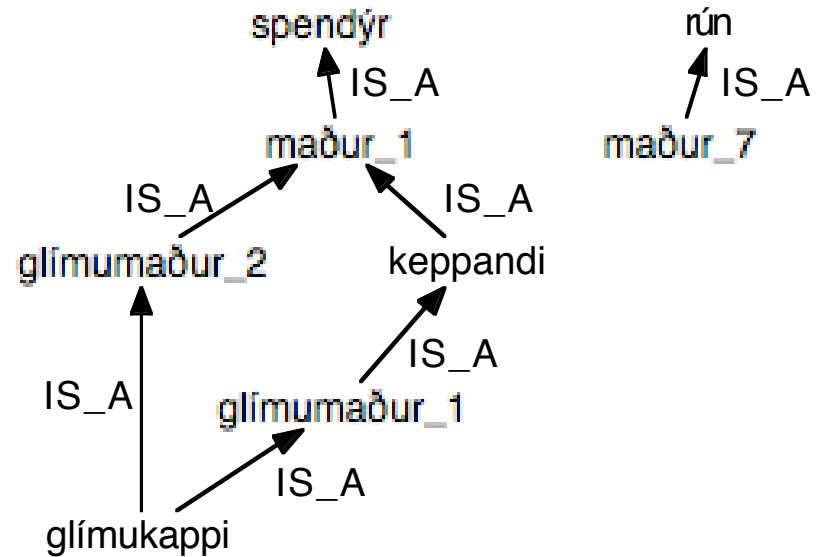 spendýr rún
IS_A IS_A
maður_1 maður_7
IS_A IS_A
glímumaður_2 keppandi
IS_A
IS_A
glímumaður_1
IS_A
glímukappi